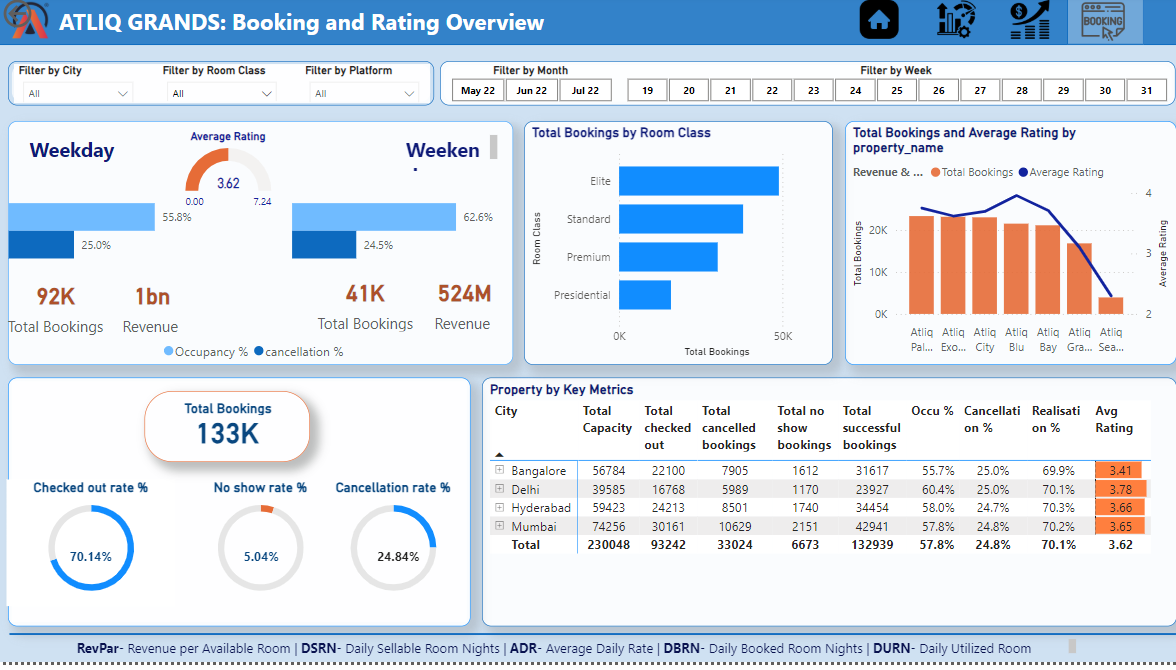 ATLIQ GRANDS: Booking and Rating Overview
BOOKING
Filter by City
All
Filter by Room Class
All
Filter by Platform
All
Filter by Month
May 22 Jun 22 Jul 22
Filter by Week
19 20 21 22 23 24 25 26 27 28 29 30 31
Weekday
Average Rating
3.62
0.00 7.24
Weeken
55.8%
25.0%
62.6%
24.5%
92K
Total Bookings
1bn
Revenue
41K
Total Bookings
524M
Revenue
Occupancy % cancellation %
Total Bookings by Room Class
Room Class
Elite
Standard
Premium
Presidential
0K 50K
Total Bookings
Total Bookings and Average Rating by
property_name
Revenue & ... Total Bookings Average Rating
Total Bookings
20K
10K
0K
4
3
2
Average Rating
Atliq Pal...
Atliq Exo...
Atliq City
Atliq Blu
Atliq Bay
Atliq Gra...
Atliq Sea...
Total Bookings
133K
Checked out rate %
70.14%
No show rate %
5.04%
Cancellation rate %
24.84%
Property by Key Metrics
City Total Capacity Total checked out Total cancelled bookings Total no show bookings Total successful bookings Occu % Cancellati on % Realisati on % Avg Rating
Bangalore 56784 22100 7905 1612 31617 55.7% 25.0% 69.9% 3.41
Delhi 39585 16768 5989 1170 23927 60.4% 25.0% 70.1% 3.78
Hyderabad 59423 24213 8501 1740 34454 58.0% 24.7% 70.3% 3.66
Mumbai 74256 30161 10629 2151 42941 57.8% 24.8% 70.2% 3.65
Total 230048 93242 33024 6673 132939 57.8% 24.8% 70.1% 3.62
RevPar- Revenue per Available Room | DSRN- Daily Sellable Room Nights | ADR- Average Daily Rate | DBRN- Daily Booked Room Nights | DURN- Daily Utilized Room